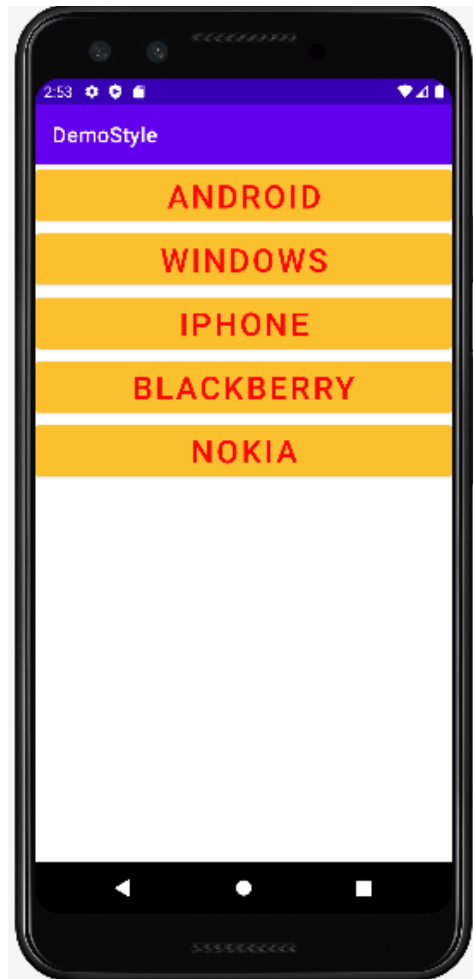 2:53
DemoStyle
ANDROID
WINDOWS
IPHONE
BLACKBERRY
NOKIA